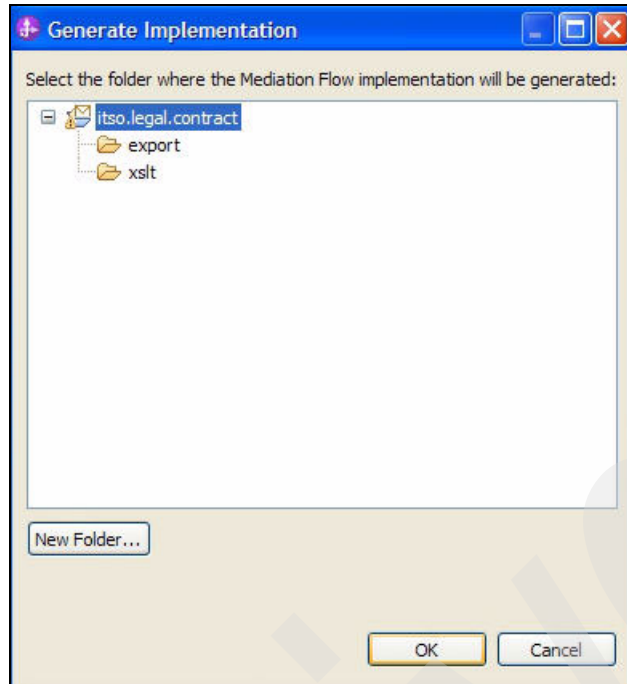 Generate Implementation
Select the folder where the Mediation Flow implementation will be generated:
itso.legal.contract
export
xslt
New Folder...
OK Cancel